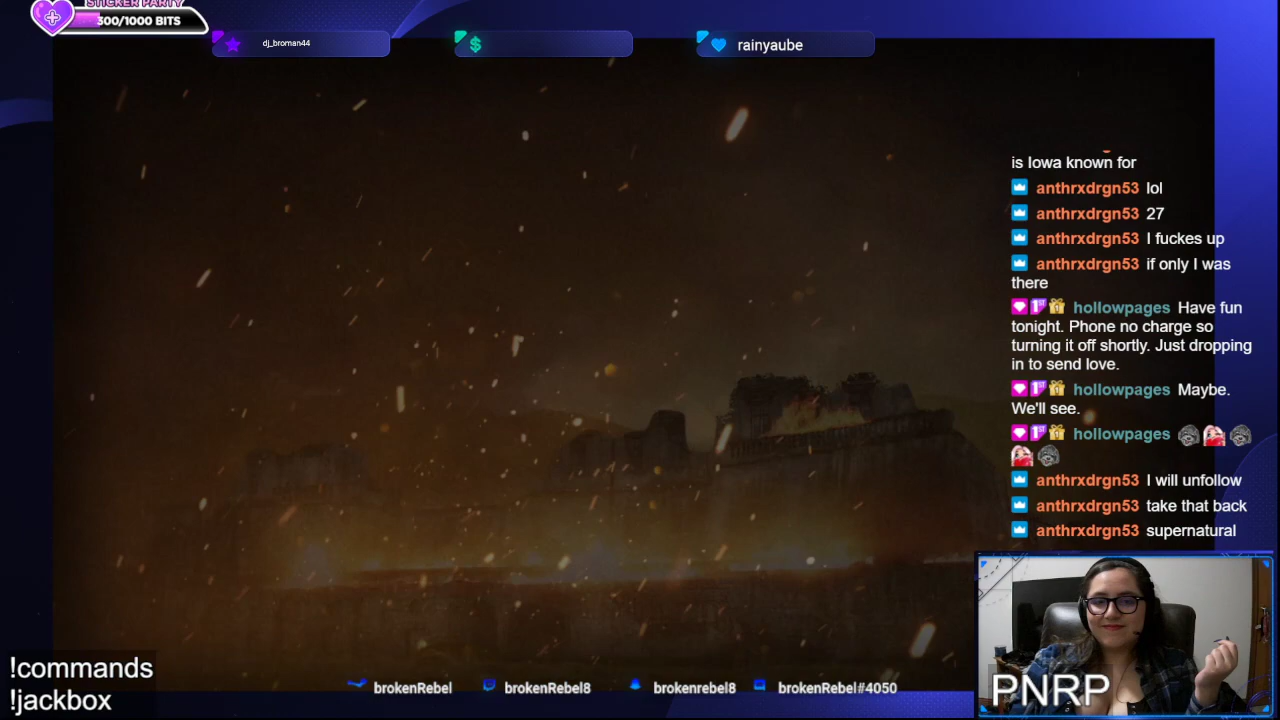 STICKER PARTY
300/1000 BITS
dj_broman44
$
rainyaube
is Iowa known for
anthrxdrgn53 lol
anthrxdrgn53 27
anthrxdrgn53 I fuckes up
anthrxdrgn53 if only I was
there
hollowpages Have fun
tonight. Phone no charge so
turning it off shortly. Just dropping
in to send love.
hollowpages Maybe.
We'll see.
hollowpages
anthrxdrgn53 I will unfollow
anthrxdrgn53 take that back
anthrxdrgn53 supernatural
!commands
!jackbox
brokenRebel
brokenRebel8
brokenrebel8
brokenRebel#4050
PNRP